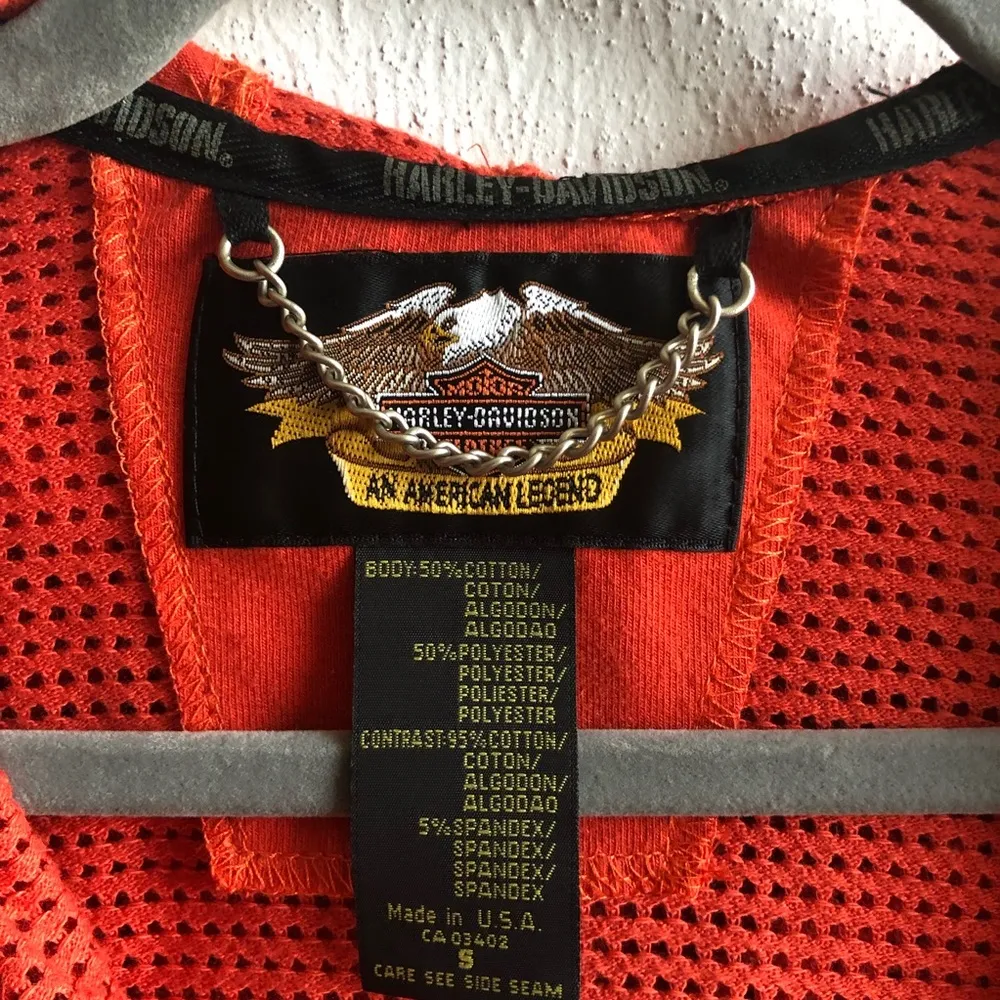 DAVIDSON® HARLEY-DAVIDSON® HARL
MOTOR
HARLEY-DAVIDSON
AN AMERICAN LEGEND
BODY:50%COTTON/
COTON/
ALGODON/
ALGODAO
50%POLYESTER/
POLYESTER/
POLIESTER/
POLYESTER
CONTRAST:95%COTTON/
COTON/
ALGODON/
ALGODAO
5%SPANDEX/
SPANDEX/
SPANDEX/
SPANDEX
Made in U.S.A.
CA 03402
S
CARE SEE SIDE SEAM